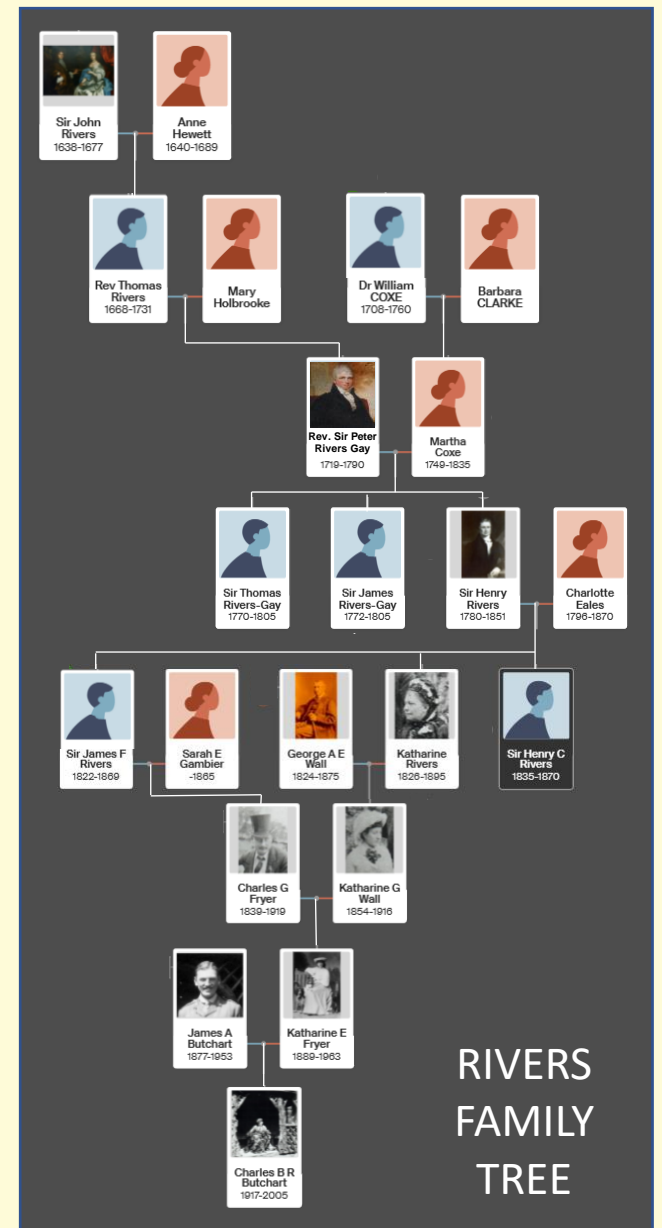 Sir John
Rivers
1638-1677
Anne
Hewett
1640-1689
Rev Thomas
Rivers
1668-1731
Mary
Holbrooke
Dr William
COXE
1708-1760
Barbara
CLARKE
Rev. Sir Peter
Rivers Gay
1719-1790
Martha
Coxe
1749-1835
Sir Thomas
Rivers-Gay
1770-1805
Sir James
Rivers-Gay
1772-1805
Sir Henry
Rivers
1780-1851
Charlotte
Eales
1796-1870
Sir James F
Rivers
1822-1869
Sarah E
Gambier
-1865
George A E
Wall
1824-1875
Katharine
Rivers
1826-1895
Sir Henry C
Rivers
1835-1870
Charles G
Fryer
1839-1919
Katharine G
Wall
1854-1916
James A
Butchart
1877-1953
Katharine E
Fryer
1889-1963
Charles B R
Butchart
1917-2005
RIVERS
FAMILY
TREE